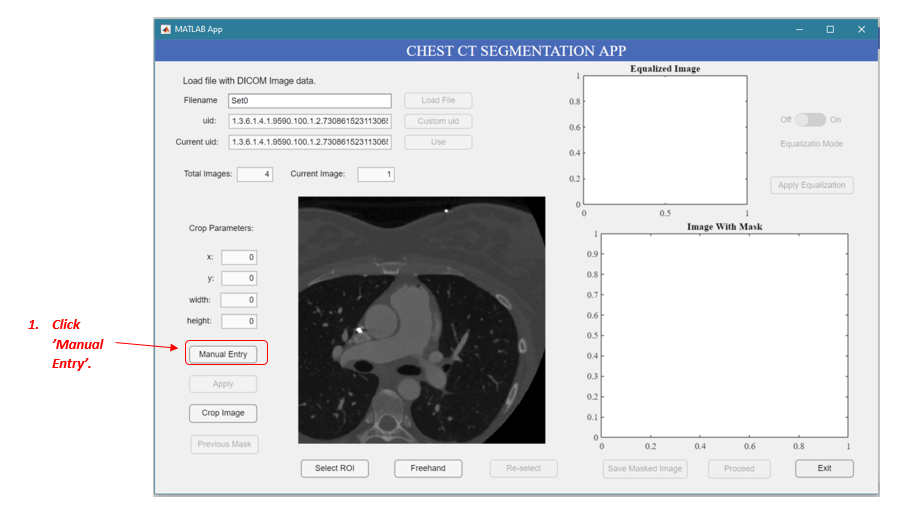 MATLAB App
CHEST CT SEGMENTATION APP
Load file with DICOM Image data.
Filename Set0 Load File
uid: 1.3.6.1.4.1.9590.100.1.2.730861523113065 Custom uid
Current uid: 1.3.6.1.4.1.9590.100.1.2.730861523113065 Use
Total Images: 4 Current Image: 1
Crop Parameters:
x: 0
y: 0
width: 0
height: 0
1. Click
'Manual
Entry'.
Manual Entry
Apply
Crop Image
Previous Mask
Select ROI Freehand Re-select
Equalized Image
1
0.8
0.6
0.4
0.2
0
0 0.5 1
Off On
Equalizatio Mode
Apply Equalization
Image With Mask
1
0.9
0.8
0.7
0.6
0.5
0.4
0.3
0.2
0.1
0
0 0.2 0.4 0.6 0.8 1
Save Masked Image Proceed Exit